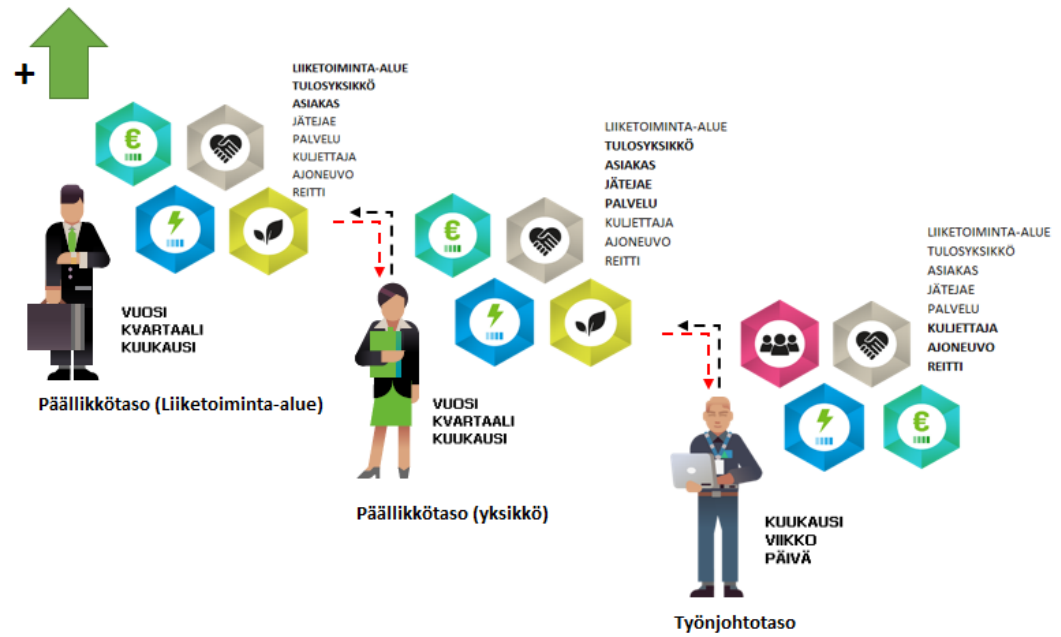 +
€
LIIKETOIMINTA-ALUE
TULOSYKSIKKÖ
ASIAKAS
JÄTEJAE
PALVELU
KULJETTAJA
AJONEUVO
REITTI
VUOSI
KVARTAALI
KUUKAUSI
Päällikkötaso (Liiketoiminta-alue)
€
LIIKETOIMINTA-ALUE
TULOSYKSIKKÖ
ASIAKAS
JÄTEJAE
PALVELU
KULJETTAJA
AJONEUVO
REITTI
VUOSI
KVARTAALI
KUUKAUSI
Päällikkötaso (yksikkö)
LIIKETOIMINTA-ALUE
TULOSYKSIKKÖ
ASIAKAS
JÄTEJAE
PALVELU
KULJETTAJA
AJONEUVO
REITTI
€
KUUKAUSI
VIIKKO
PÄIVÄ
Työnjohtotaso